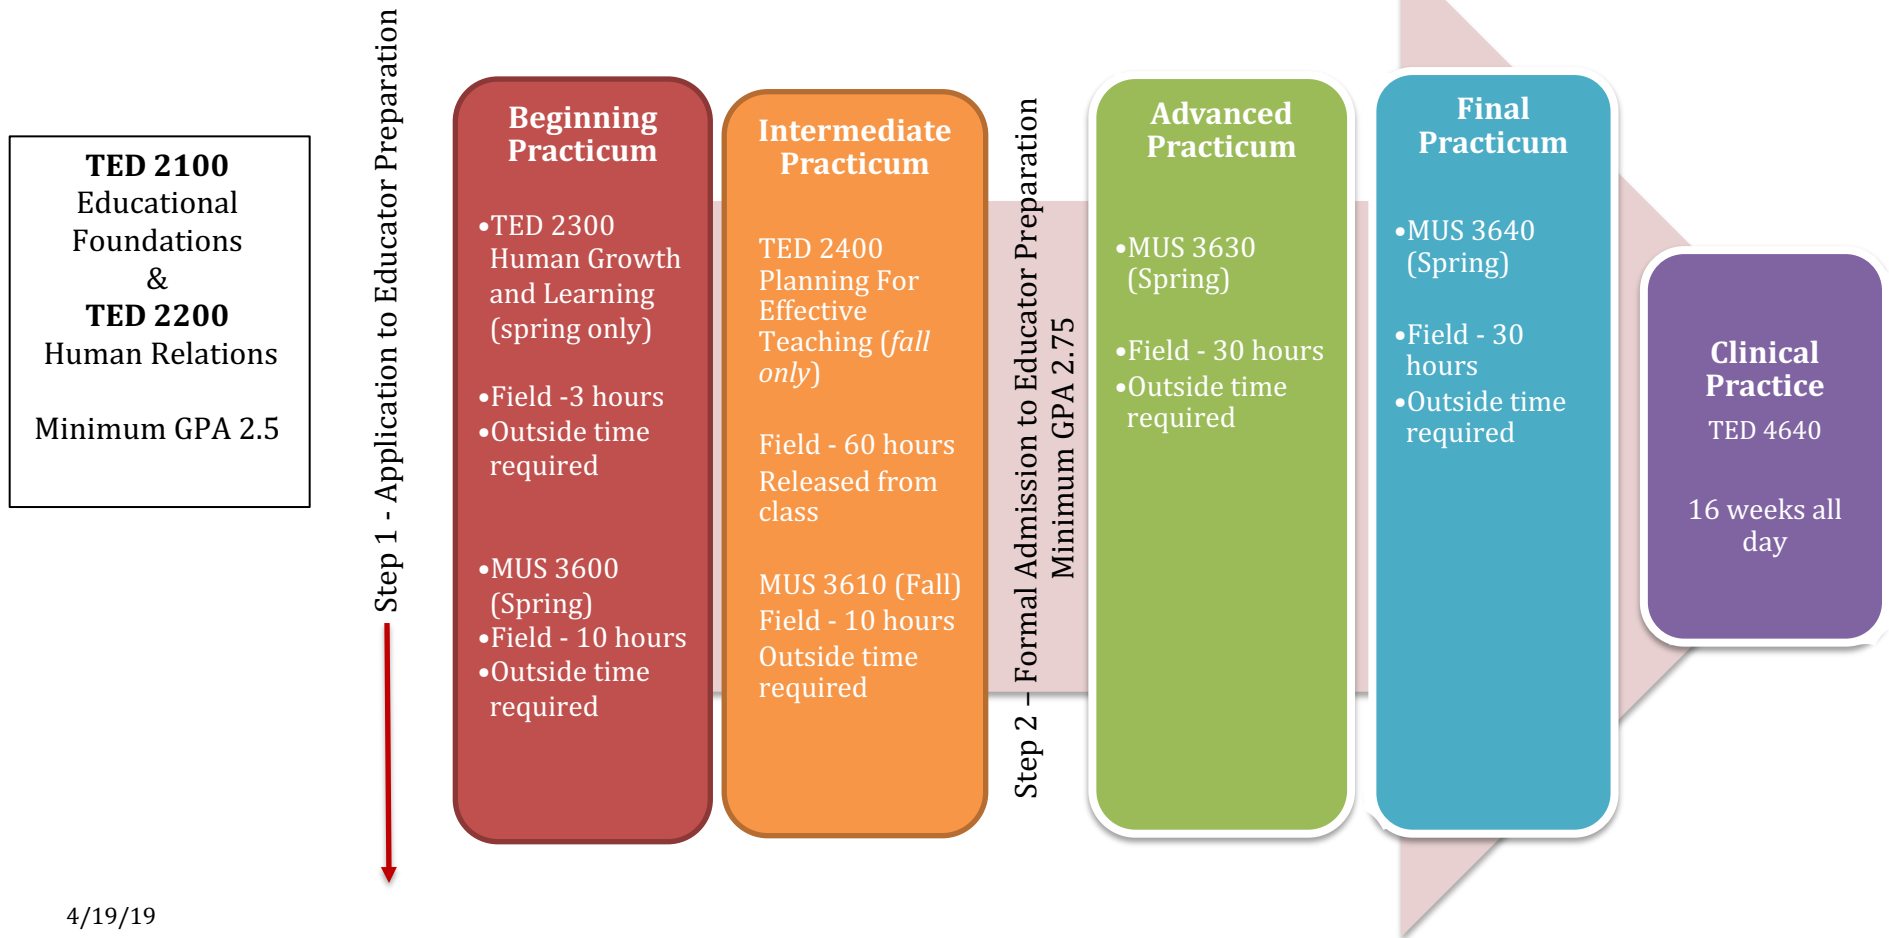 TED 2100
Educational
Foundations
&
TED 2200
Human Relations
Minimum GPA 2.5
Step 1 - Application to Educator Preparation
Beginning
Practicum
•TED 2300
Human Growth
and Learning
(spring only)
•Field -3 hours
•Outside time
required
•MUS 3600
(Spring)
•Field - 10 hours
•Outside time
required
Intermediate
Practicum
TED 2400
Planning For
Effective
Teaching (fall
only)
Field - 60 hours
Released from
class
MUS 3610 (Fall)
Field - 10 hours
Outside time
required
Step 2 – Formal Admission to Educator Preparation
Minimum GPA 2.75
Advanced
Practicum
•MUS 3630
(Spring)
•Field - 30 hours
•Outside time
required
Final
Practicum
•MUS 3640
(Spring)
•Field - 30
hours
•Outside time
required
Clinical
Practice
TED 4640
16 weeks all
day
4/19/19